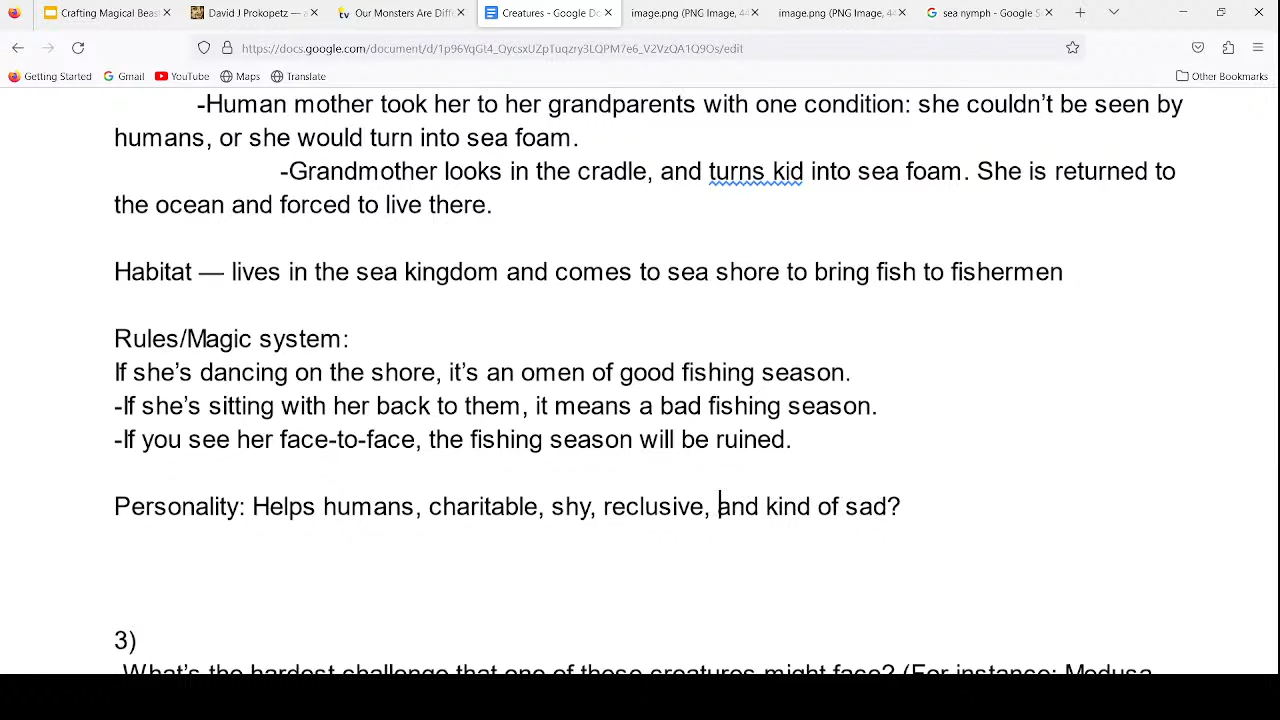 Crafting Magical Beas
David J Prokopetz — a
tv Our Monsters Are Diff
Creatures - Google Do
image.png (PNG Image, 44
image.png (PNG Image, 44
sea nymph - Google S
https://docs.google.com/document/d/1p96YqOi4_QycsxUZpTuqzry3LQPM7e6_V2VzQA1Q9Os/edit
Getting Started
Gmail
YouTube
Maps
Translate
Other Bookmarks
-Human mother took her to her grandparents with one condition: she couldn't be seen by
humans, or she would turn into sea foam.
-Grandmother looks in the cradle, and turns kid into sea foam. She is returned to
the ocean and forced to live there.
Habitat — lives in the sea kingdom and comes to sea shore to bring fish to fishermen
Rules/Magic system:
If she's dancing on the shore, it's an omen of good fishing season.
-If she's sitting with her back to them, it means a bad fishing season.
-If you see her face-to-face, the fishing season will be ruined.
Personality: Helps humans, charitable, shy, reclusive, and kind of sad?
3)
-What's the hardest challenge that one of these creatures might face? (For instance: Medusa